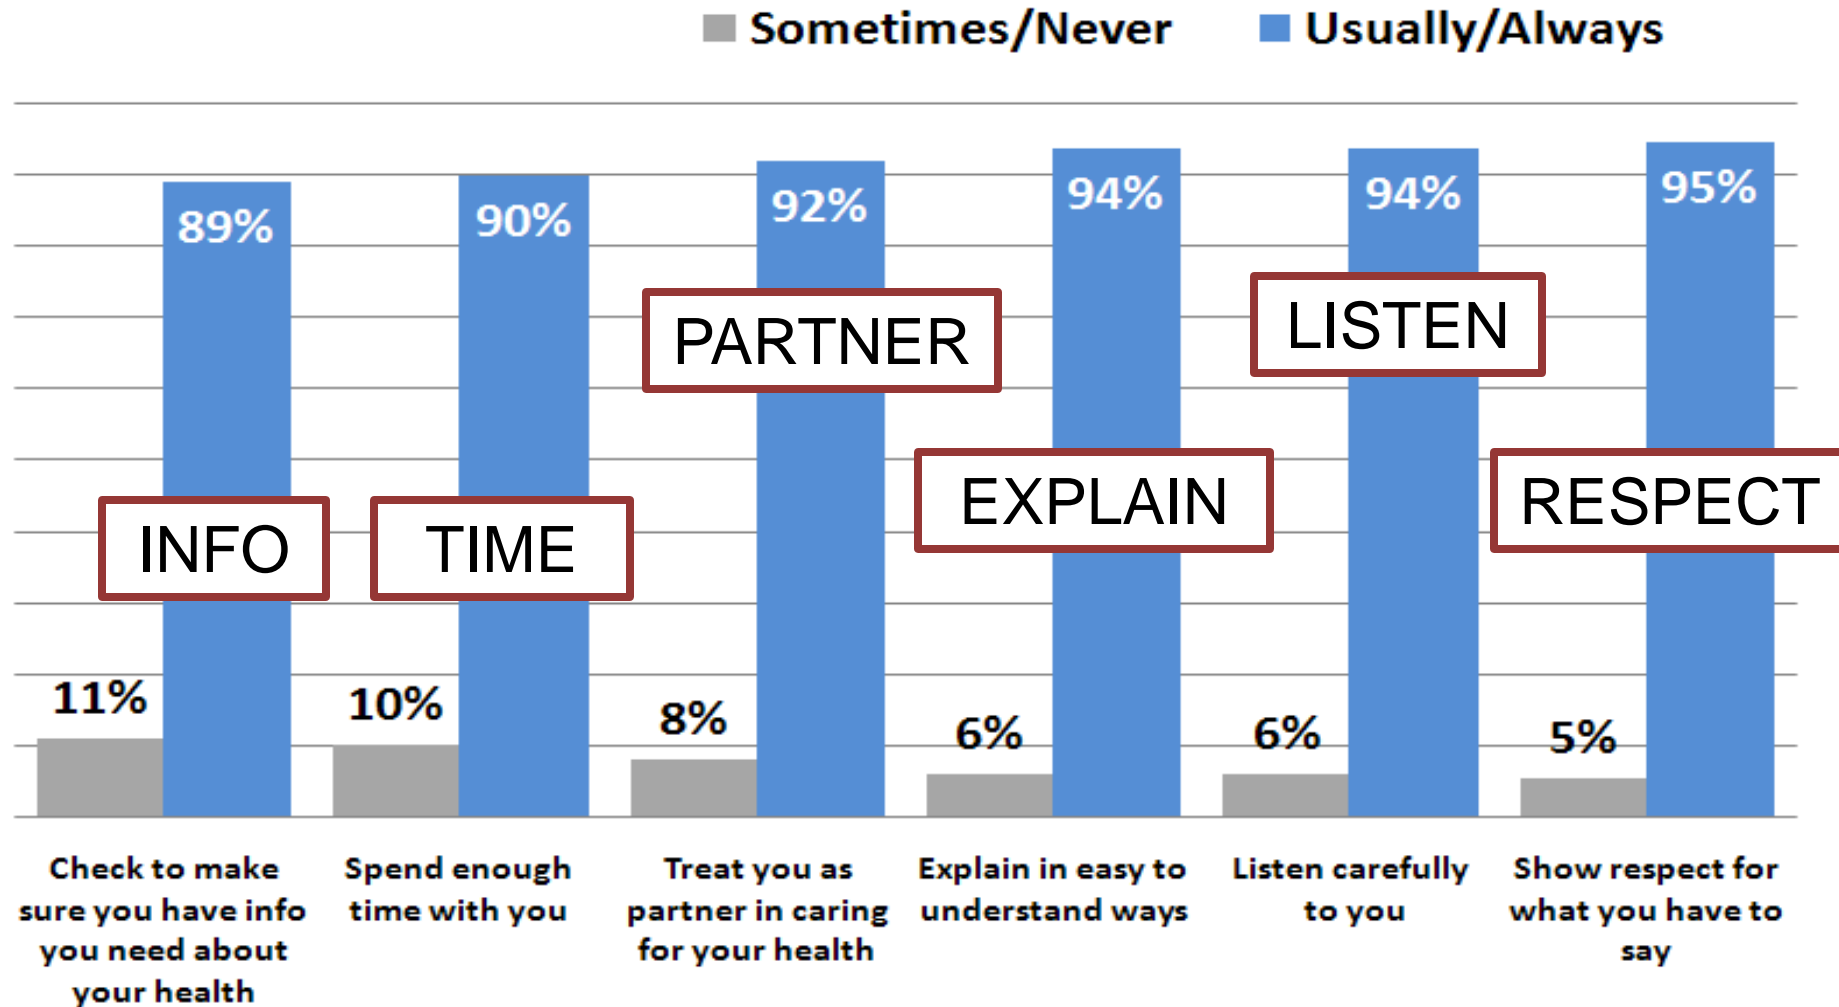 Sometimes/Never Usually/Always
89% 90% 92% 94% 94% 95%
PARTNER LISTEN
INFO TIME EXPLAIN RESPECT
11% 10% 8% 6% 6% 5%
Check to make
sure you have info
you need about
your health
Spend enough
time with you
Treat you as
partner in caring
for your health
Explain in easy to
understand ways
Listen carefully
to you
Show respect for
what you have to
say